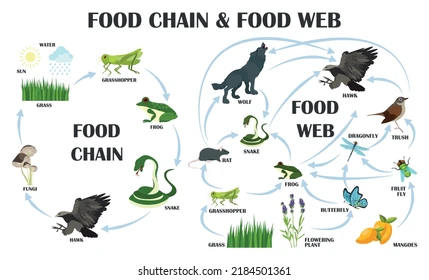 FOOD CHAIN & FOOD WEB
WATER
SUN
GRASS
GRASSHOPPER
FROG
FOOD
CHAIN
FUNGI
SNAKE
HAWK
WOLF
HAWK
FOOD
WEB
DRAGONFLY
TRUSH
RAT
SNAKE
FROG
FRUIT
FLY
GRASSHOPPER
BUTTERFLY
GRASS
FLOWERING
PLANT
MANGOES
shutterstock.com · 2184501361